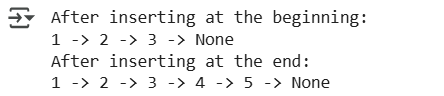 After inserting at the beginning:
1 -> 2 -> 3 -> None
After inserting at the end:
1 -> 2 -> 3 -> 4 -> 5 -> None